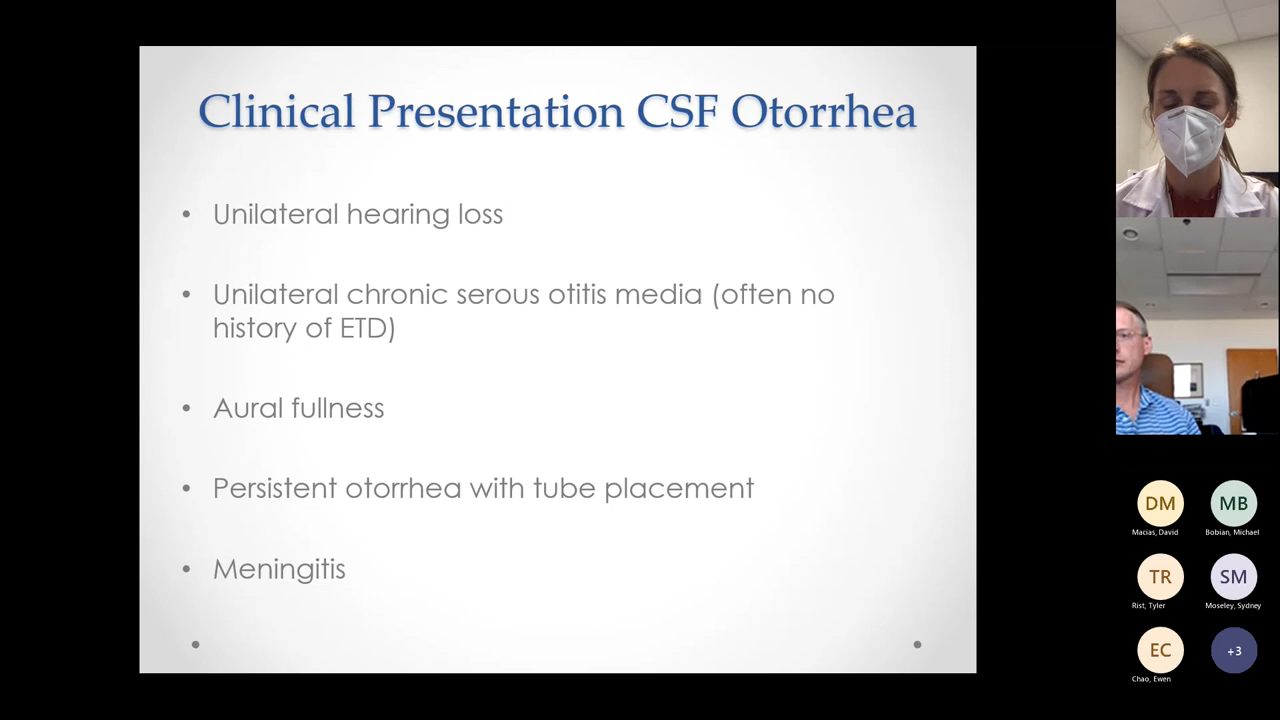 Clinical Presentation CSF Otorrhea
• Unilateral hearing loss
• Unilateral chronic serous otitis media (often no
history of ETD)
• Aural fullness
• Persistent otorrhea with tube placement
• Meningitis
DM
MB
Macias, David
Bobian, Michael
TR
SM
Rist, Tyler
Moseley, Sydney
EC
+3
Chao, Ewen